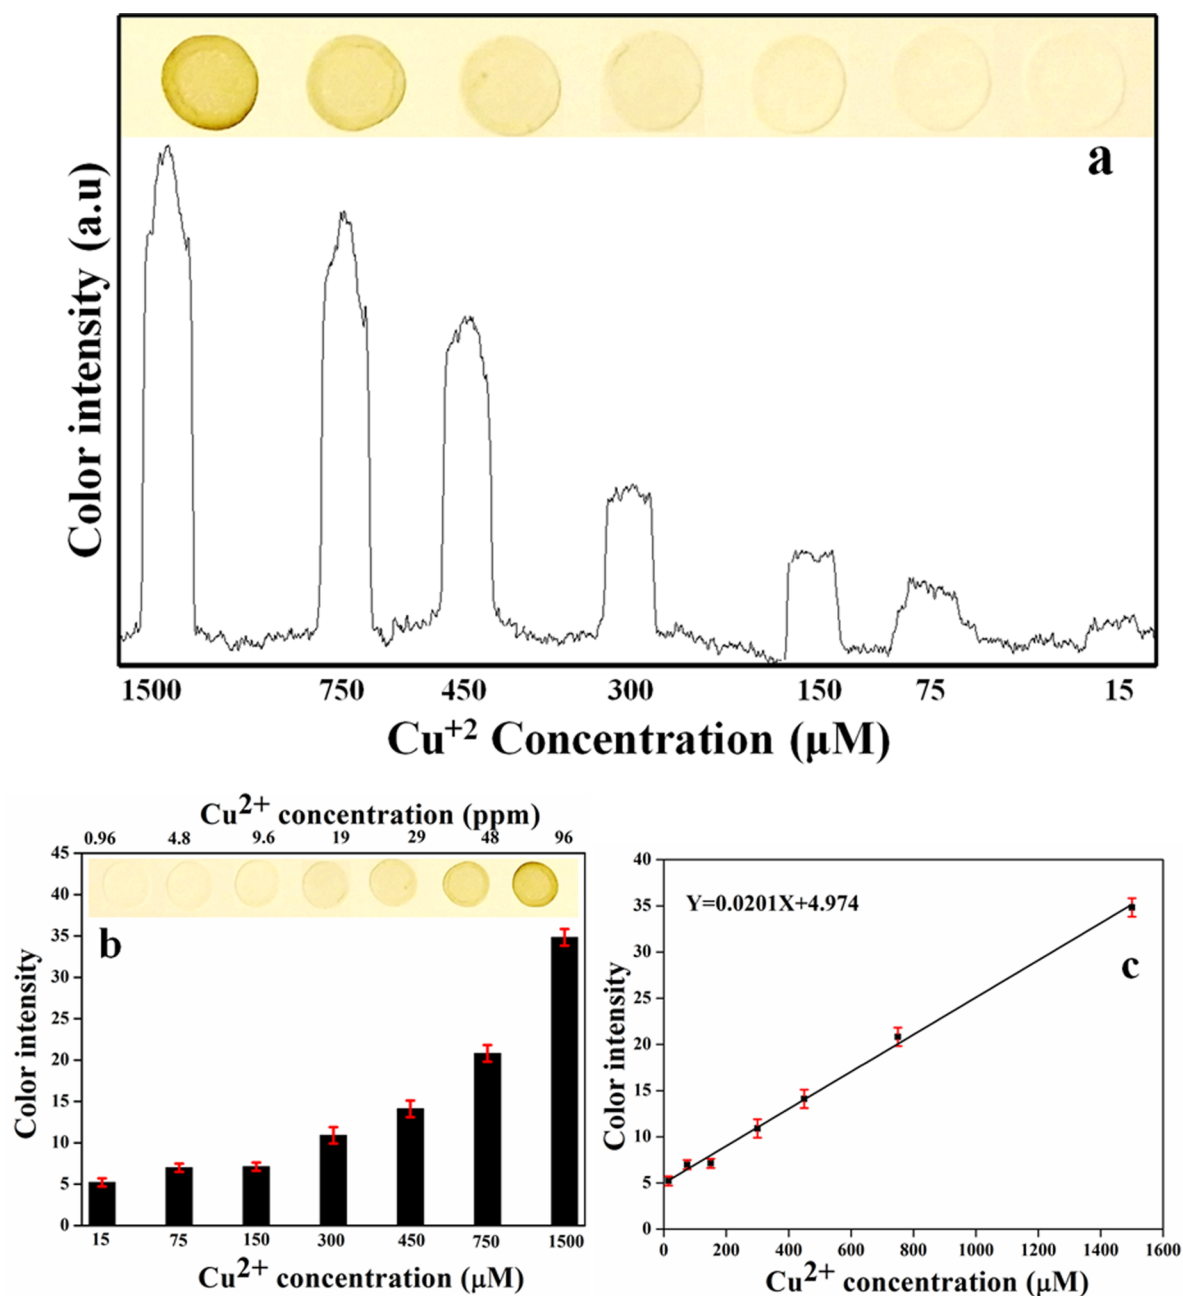 a
Color intensity (a.u)
1500 750 450 300 150 75 15
Cu+2 Concentration (μM)
Cu2+ concentration (ppm)
0.96 4.8 9.6 19 29 48 96
45
40
35
30
25
20
15
10
5
0
b
Color intensity
15 75 150 300 450 750 1500
Cu2+ concentration (μM)
40
35
30
25
20
15
10
5
0
Y=0.0201X+4.974
c
Color intensity
0 200 400 600 800 1000 1200 1400 1600
Cu2+ concentration (μM)